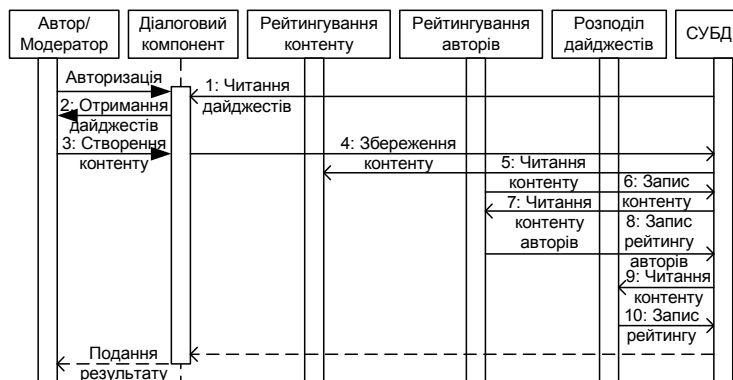 Автор/
Модератор
Діалоговий
компонент
Рейтингування
контенту
Рейтингування
авторів
Розподіл
дайджестів
СУБД
Авторизація
1: Читання
дайджестів
2: Отримання
дайджестів
3: Створення
контенту
4: Збереження
контенту
5: Читання
контенту
6: Запис
контенту
7: Читання
контенту
авторів
8: Запис
рейтингу
авторів
9: Читання
контенту
10: Запис
рейтингу
Подання
результату